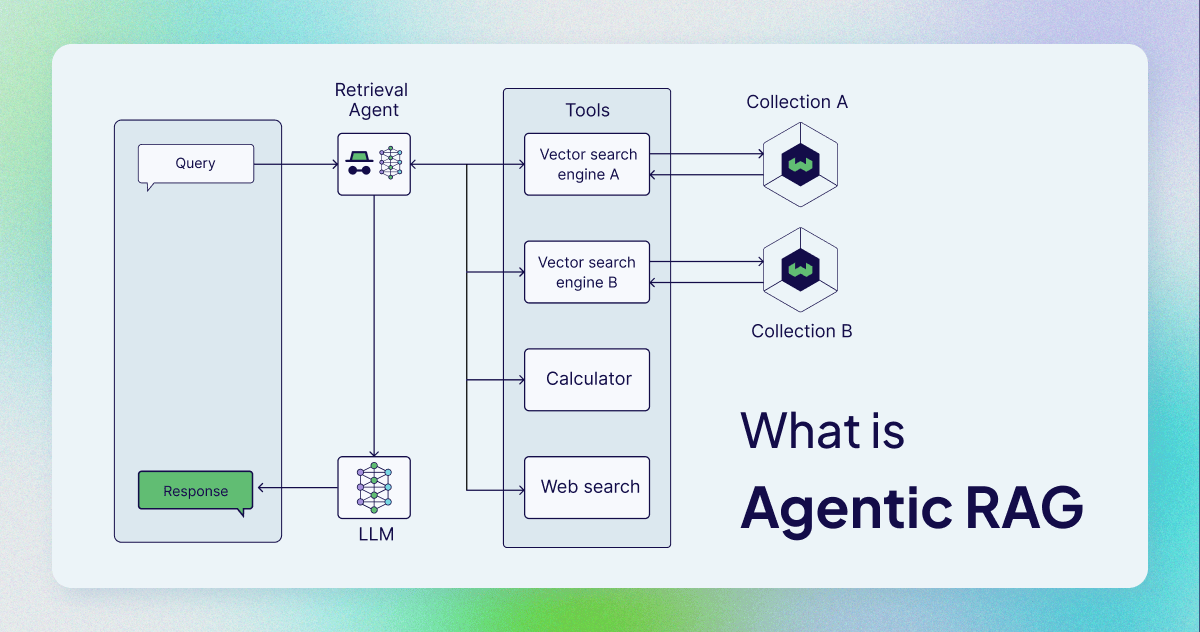 Retrieval
Agent
Query
Tools
Vector search
engine A
Collection A
Vector search
engine B
Collection B
Calculator
Web search
Response
LLM
What is
Agentic RAG